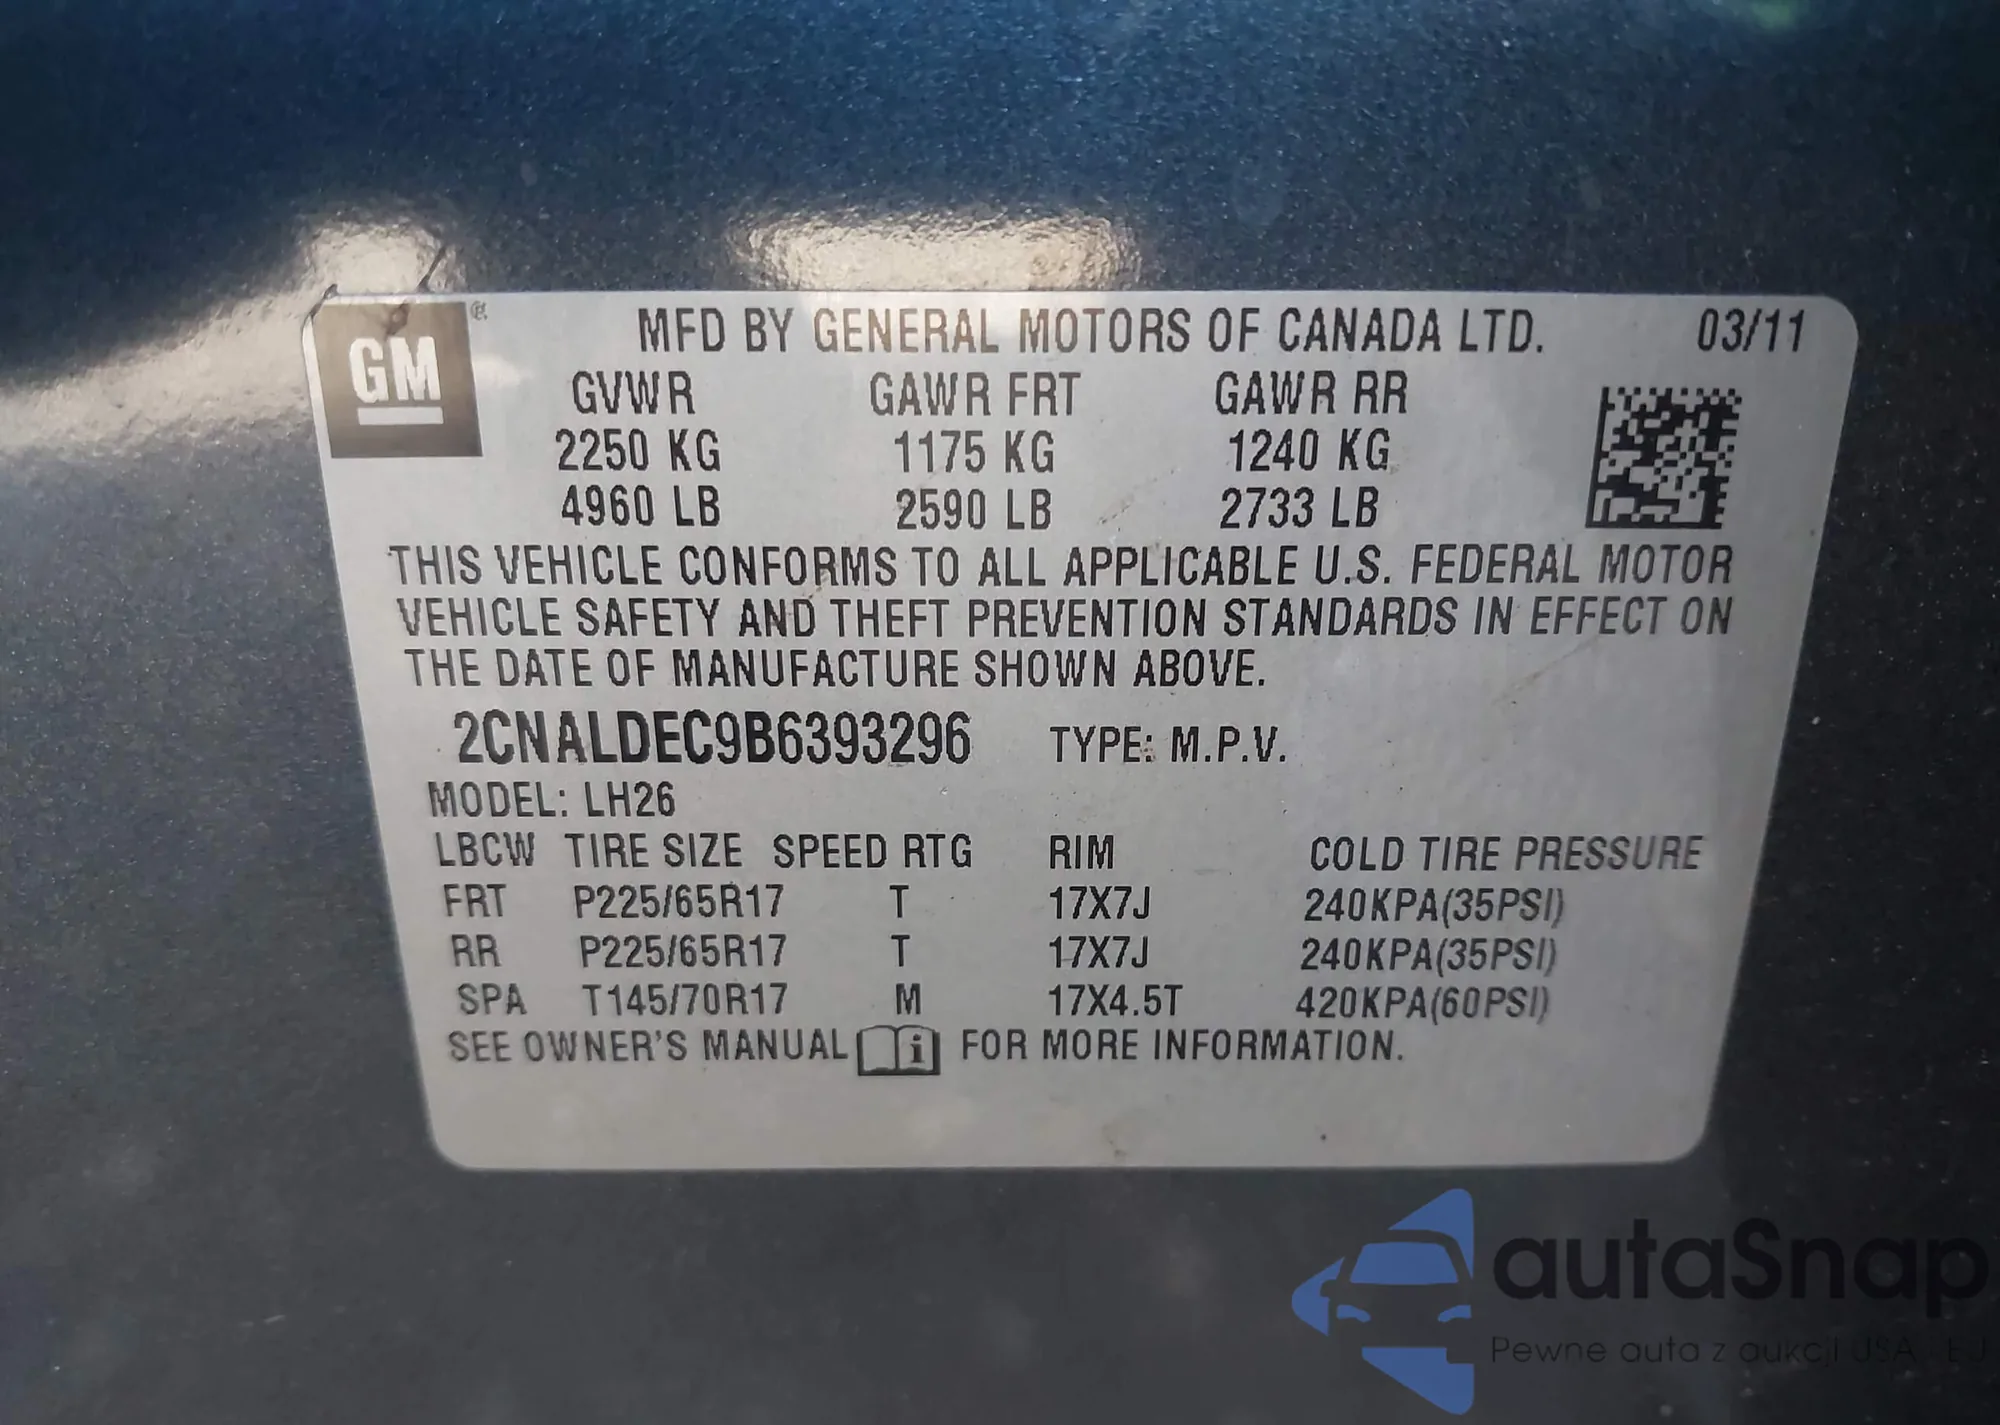 GM®
MFD BY GENERAL MOTORS OF CANADA LTD. 03/11
GVWR GAWR FRT GAWR RR
2250 KG 1175 KG 1240 KG
4960 LB 2590 LB 2733 LB
THIS VEHICLE CONFORMS TO ALL APPLICABLE U.S. FEDERAL MOTOR
VEHICLE SAFETY AND THEFT PREVENTION STANDARDS IN EFFECT ON
THE DATE OF MANUFACTURE SHOWN ABOVE.
2CNALDEC9B6393296 TYPE: M.P.V.
MODEL: LH26
LBCW TIRE SIZE SPEED RTG RIM COLD TIRE PRESSURE
FRT P225/65R17 T 17X7J 240KPA(35PSI)
RR P225/65R17 T 17X7J 240KPA(35PSI)
SPA T145/70R17 M 17X4.5T 420KPA(60PSI)
SEE OWNER'S MANUAL i FOR MORE INFORMATION.
autaSnap
Pewne auta z aukcji USA